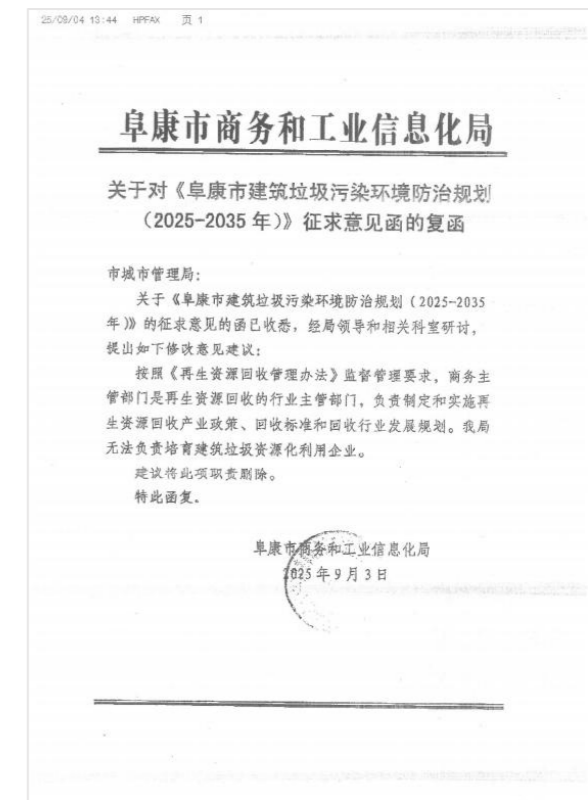 25/09/04 13:44 HPFAX 页 1
阜康市商务和工业信息化局
关于对《阜康市建筑垃圾污染环境防治规划
（2025-2035 年）》征求意见函的复函
市城市管理局：
关于《阜康市建筑垃圾污染环境防治规划（2025-2035
年）》的征求意见的函已收悉，经局领导和相关科室研讨，
提出如下修改意见建议：
按照《再生资源回收管理办法》监督管理要求，商务主
管部门是再生资源回收的行业主管部门，负责制定和实施再
生资源回收产业政策、回收标准和回收行业发展规划。我局
无法负责培育建筑垃圾资源化利用企业。
建议将此项职责删除。
特此函复。
阜康市商务和工业信息化局
2025 年 9 月 3 日